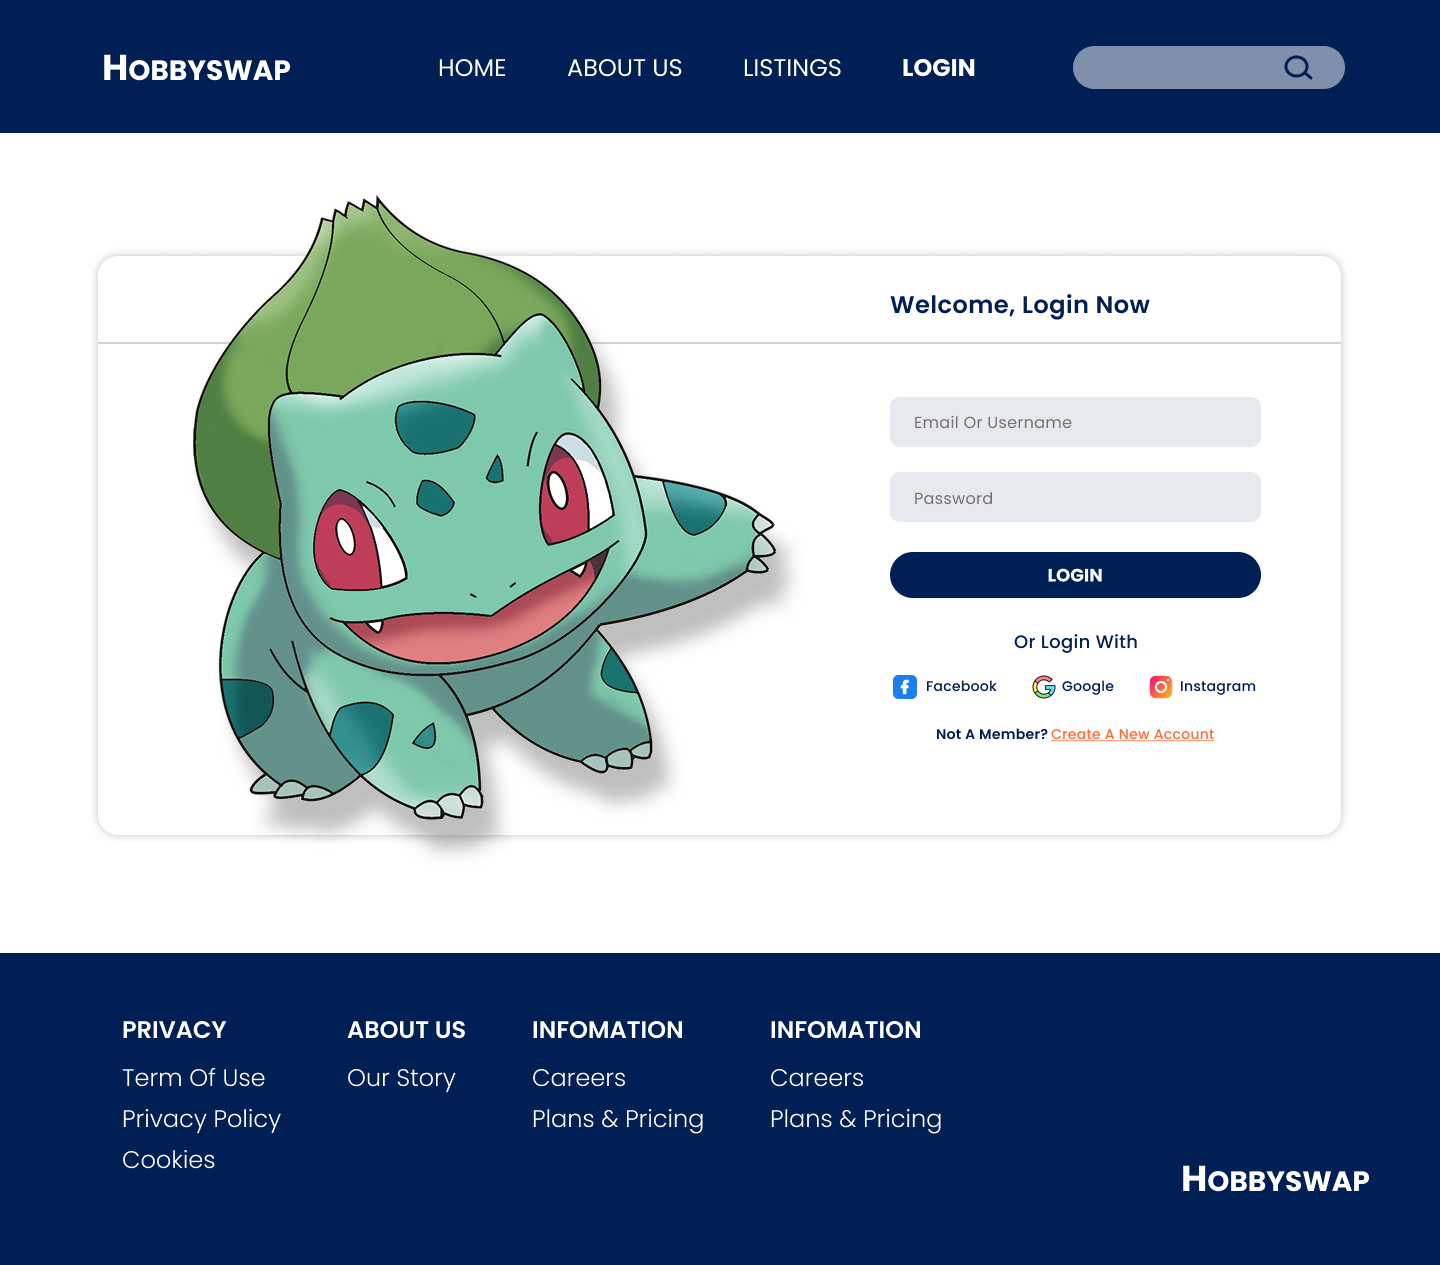 HOBBYSWAP
HOME ABOUT US LISTINGS LOGIN
Welcome, Login Now
Email Or Username
Password
LOGIN
Or Login With
Facebook Google Instagram
Not A Member? Create A New Account
PRIVACY ABOUT US INFOMATION INFOMATION
Term Of Use Our Story Careers Careers
Privacy Policy Plans & Pricing Plans & Pricing
Cookies
HOBBYSWAP